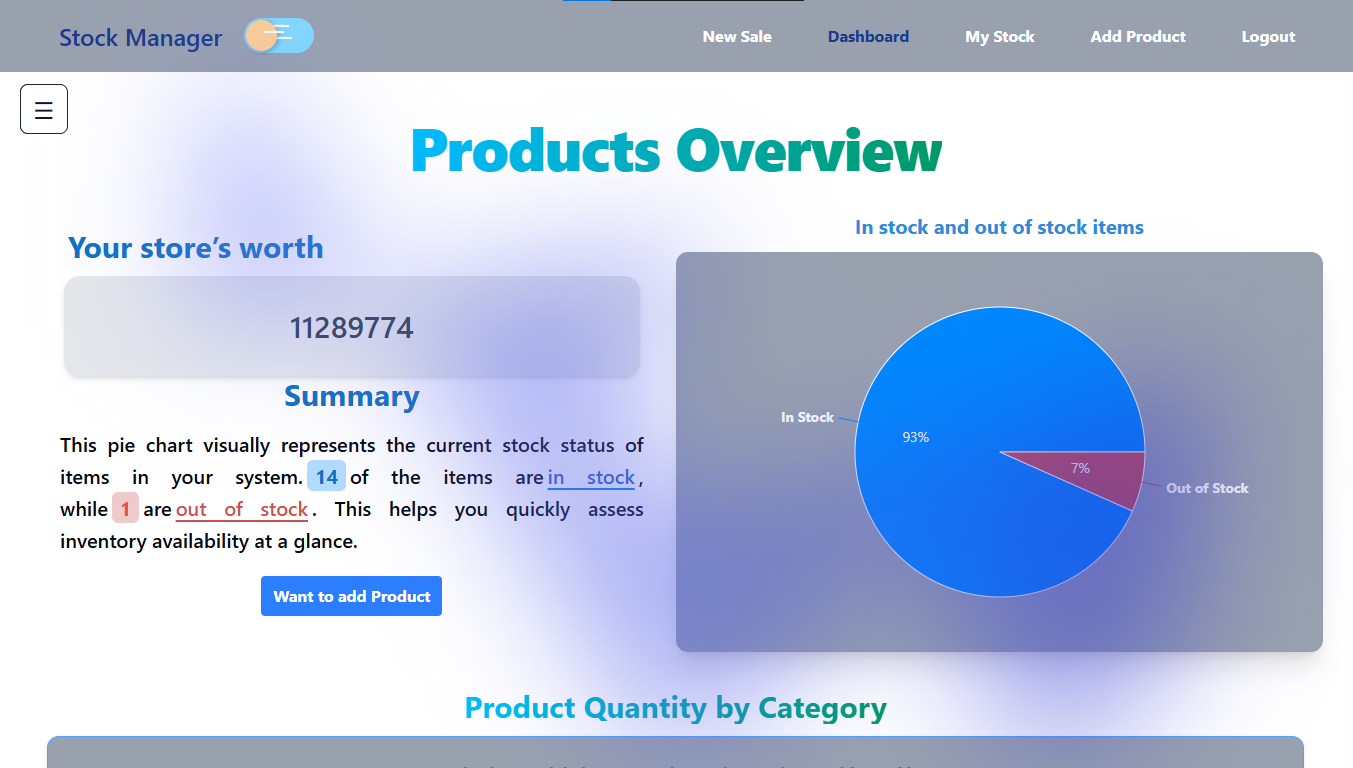 Stock Manager
New Sale
Dashboard
My Stock
Add Product
Logout
☰
Products Overview
Your store’s worth
11289774
Summary
This pie chart visually represents the current stock status of
items in your system. 14 of the items are in stock ,
while 1 are out of stock . This helps you quickly assess
inventory availability at a glance.
Want to add Product
In stock and out of stock items
In Stock
93%
7%
Out of Stock
Product Quantity by Category